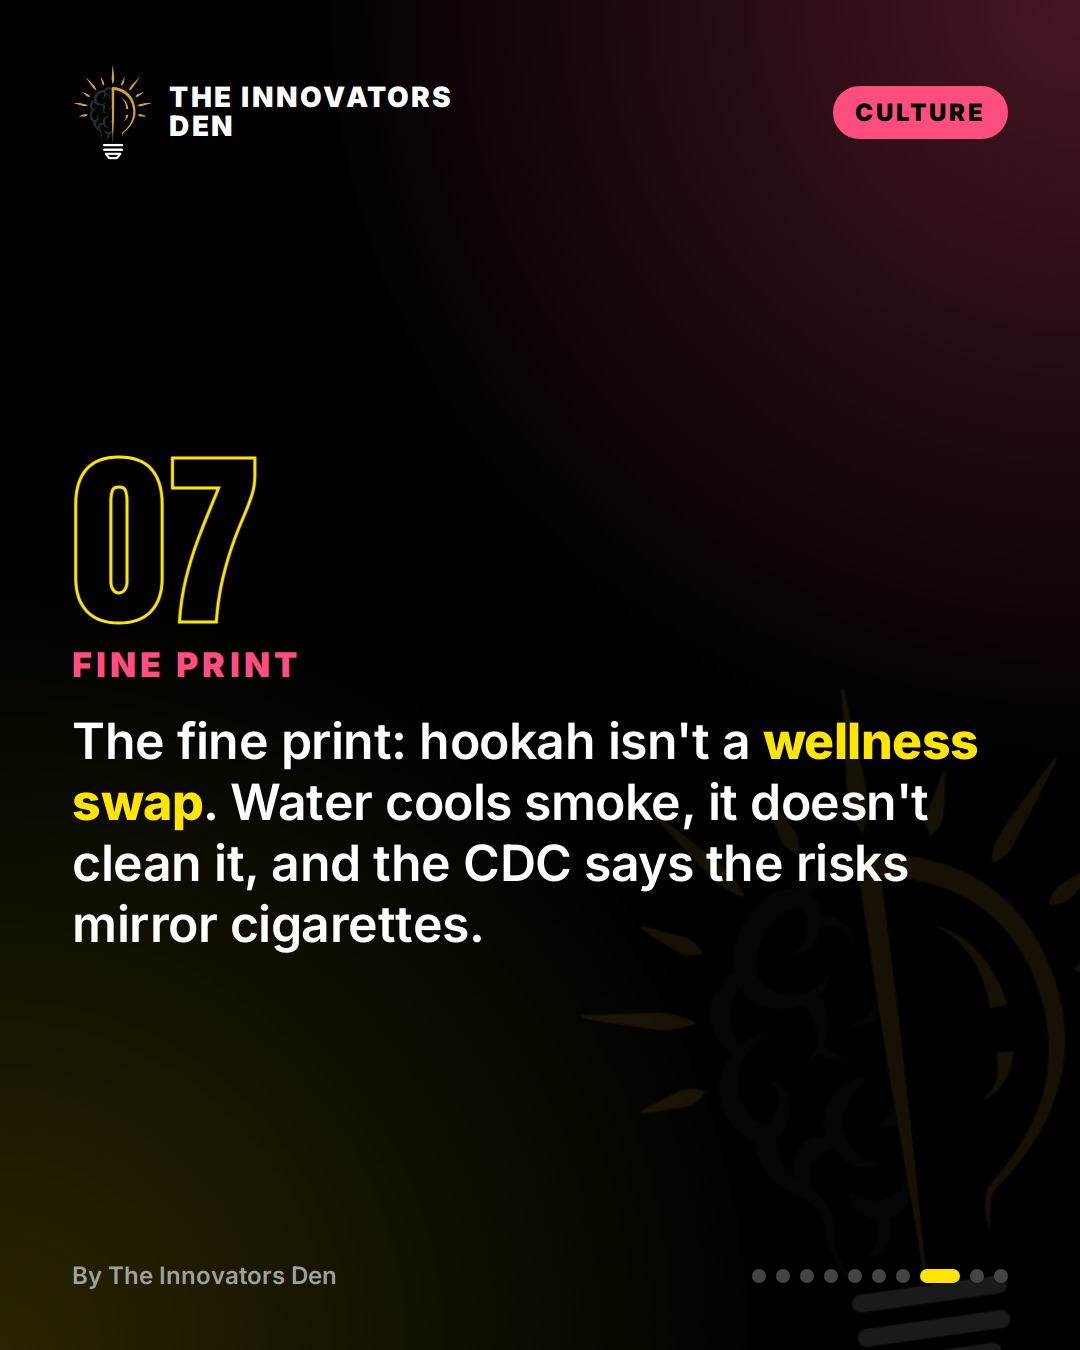 THE INNOVATORS
DEN
CULTURE
07
FINE PRINT
The fine print: hookah isn't a wellness
swap. Water cools smoke, it doesn't
clean it, and the CDC says the risks
mirror cigarettes.
By The Innovators Den